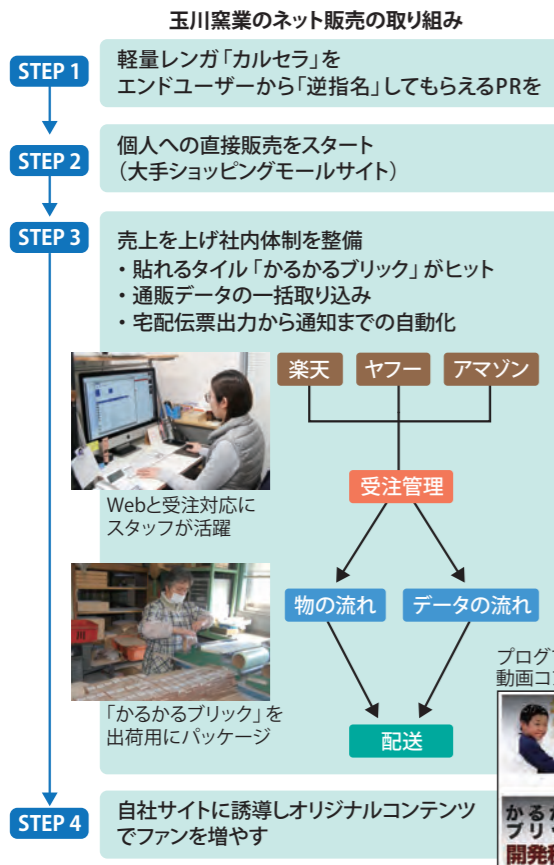 玉川窯業のネット販売の取り組み
STEP 1
軽量レンガ「カルセラ」を
エンドユーザーから「逆指名」してもらえるPRを
STEP 2
個人への直接販売をスタート
（大手ショッピングモールサイト）
STEP 3
売上を上げ社内体制を整備
・貼れるタイル「かるかるブリック」がヒット
・通販データの一括取り込み
・宅配伝票出力から通知までの自動化
楽天 ヤフー アマゾン
受注管理
Webと受注対応に
スタッフが活躍
物の流れ データの流れ
「かるかるブリック」を
出荷用にパッケージ
配送
STEP 4
自社サイトに誘導しオリジナルコンテンツ
でファンを増やす
動画コ
かるか
ブリッ